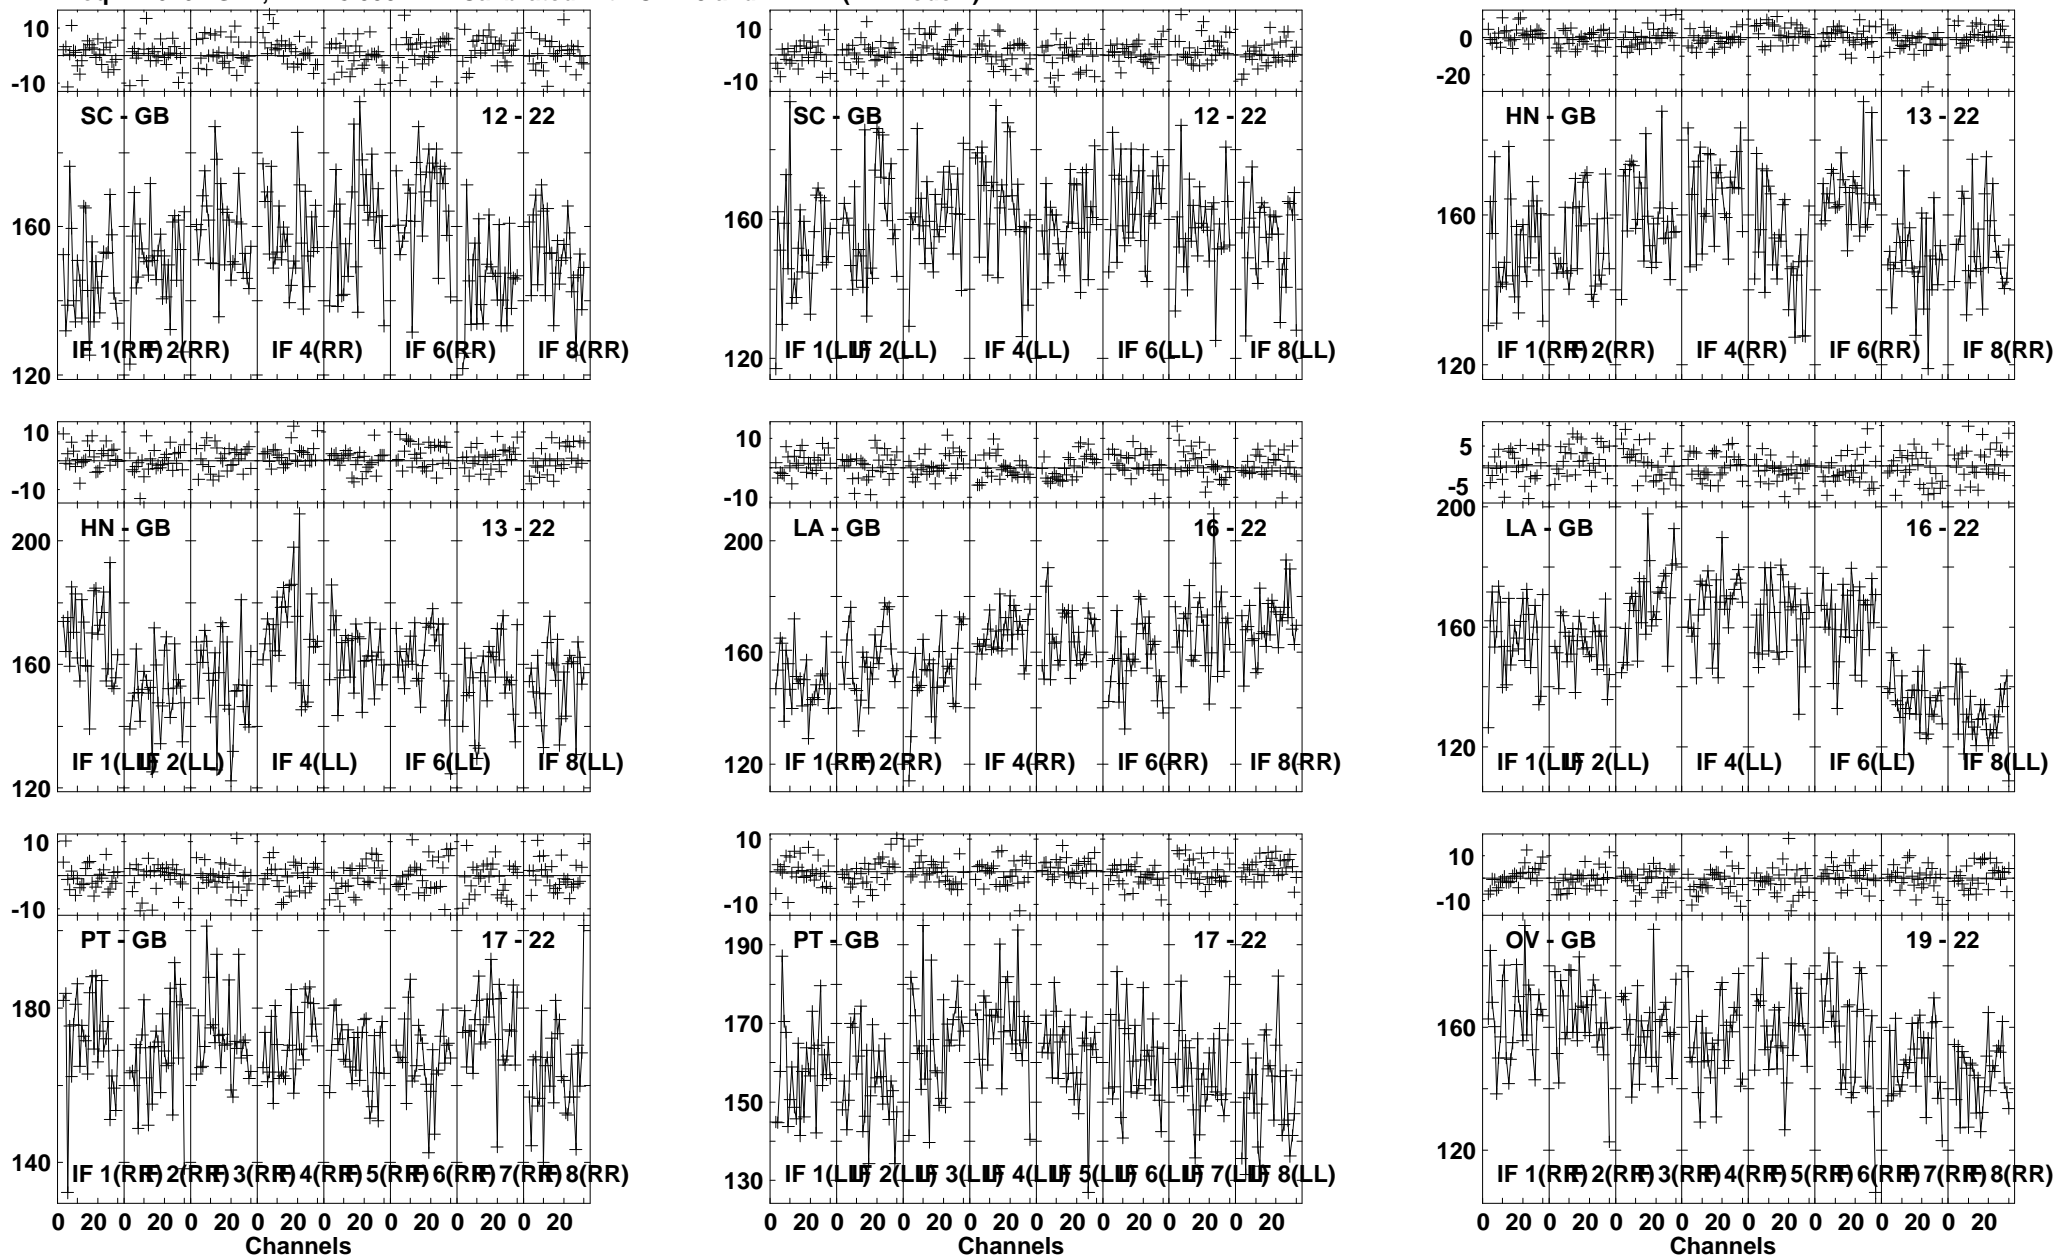 10
-10
SC - GB 12 - 22
160
120
IF 1(RR) IF 2(RR) IF 4(RR) IF 6(RR) IF 8(RR)
10
-10
SC - GB 12 - 22
160
120
IF 1(LL) IF 2(LL) IF 4(LL) IF 6(LL) IF 8(LL)
0
-20
HN - GB 13 - 22
160
120
IF 1(RR) IF 2(RR) IF 4(RR) IF 6(RR) IF 8(RR)
10
-10
HN - GB 13 - 22
200
160
120
IF 1(LL) IF 2(LL) IF 4(LL) IF 6(LL) IF 8(LL)
10
-10
LA - GB 16 - 22
200
160
120
IF 1(RR) IF 2(RR) IF 4(RR) IF 6(RR) IF 8(RR)
5
-5
200
LA - GB 16 - 22
160
120
IF 1(LL) IF 2(LL) IF 4(LL) IF 6(LL) IF 8(LL)
10
-10
PT - GB 17 - 22
180
140
IF 1(RR) IF 2(RR) IF 3(RR) IF 4(RR) IF 5(RR) IF 6(RR) IF 7(RR) IF 8(RR)
0 20 0 20 0 20 0 20 0 20 0 20 0 20 0 20
Channels
10
-10
PT - GB 17 - 22
190
170
150
130
IF 1(LL) IF 2(LL) IF 3(LL) IF 4(LL) IF 5(LL) IF 6(LL) IF 7(LL) IF 8(LL)
0 20 0 20 0 20 0 20 0 20 0 20 0 20 0 20
Channels
10
-10
OV - GB 19 - 22
160
120
IF 1(RR) IF 2(RR) IF 3(RR) IF 4(RR) IF 5(RR) IF 6(RR) IF 7(RR) IF 8(RR)
0 20 0 20 0 20 0 20 0 20 0 20 0 20 0 20
Channels